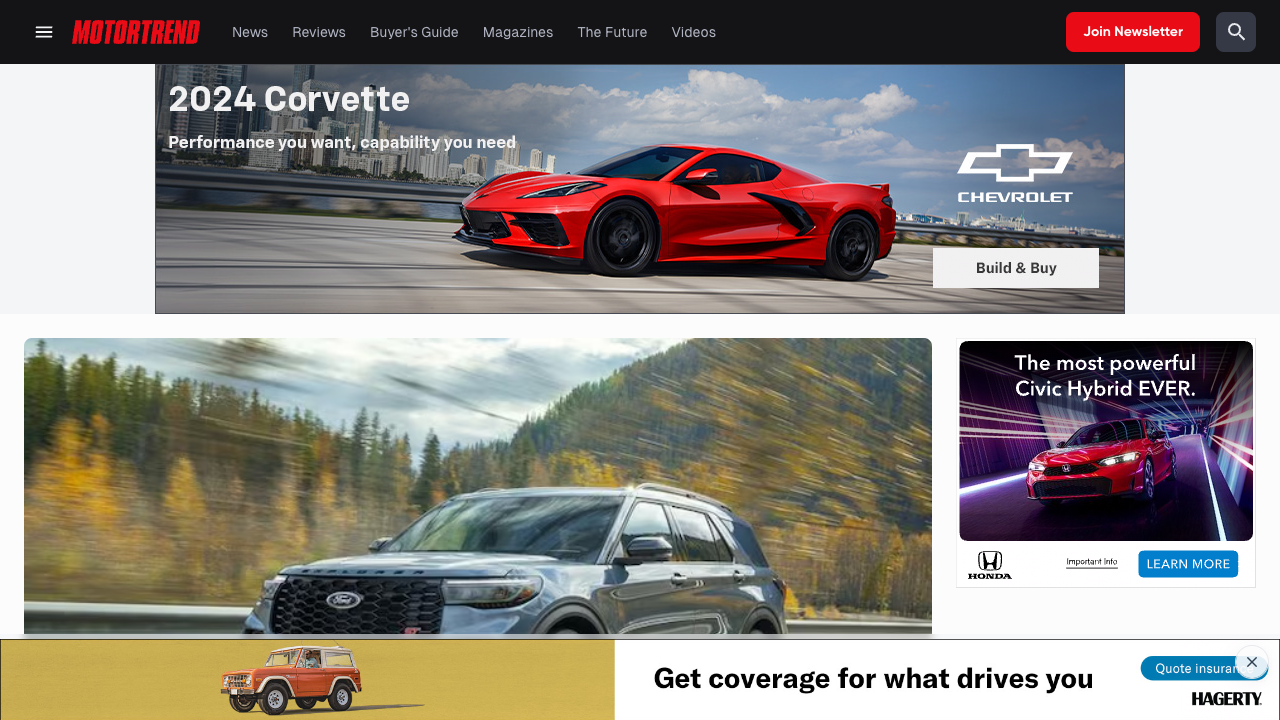 MOTORTREND
News
Reviews
Buyer's Guide
Magazines
The Future
Videos
Join Newsletter
2024 Corvette
Performance you want, capability you need
CHEVROLET
Build & Buy
The most powerful
Civic Hybrid EVER.
HONDA
Important Info
LEARN MORE
Ford
Get coverage for what drives you
Quote
HAGERTY